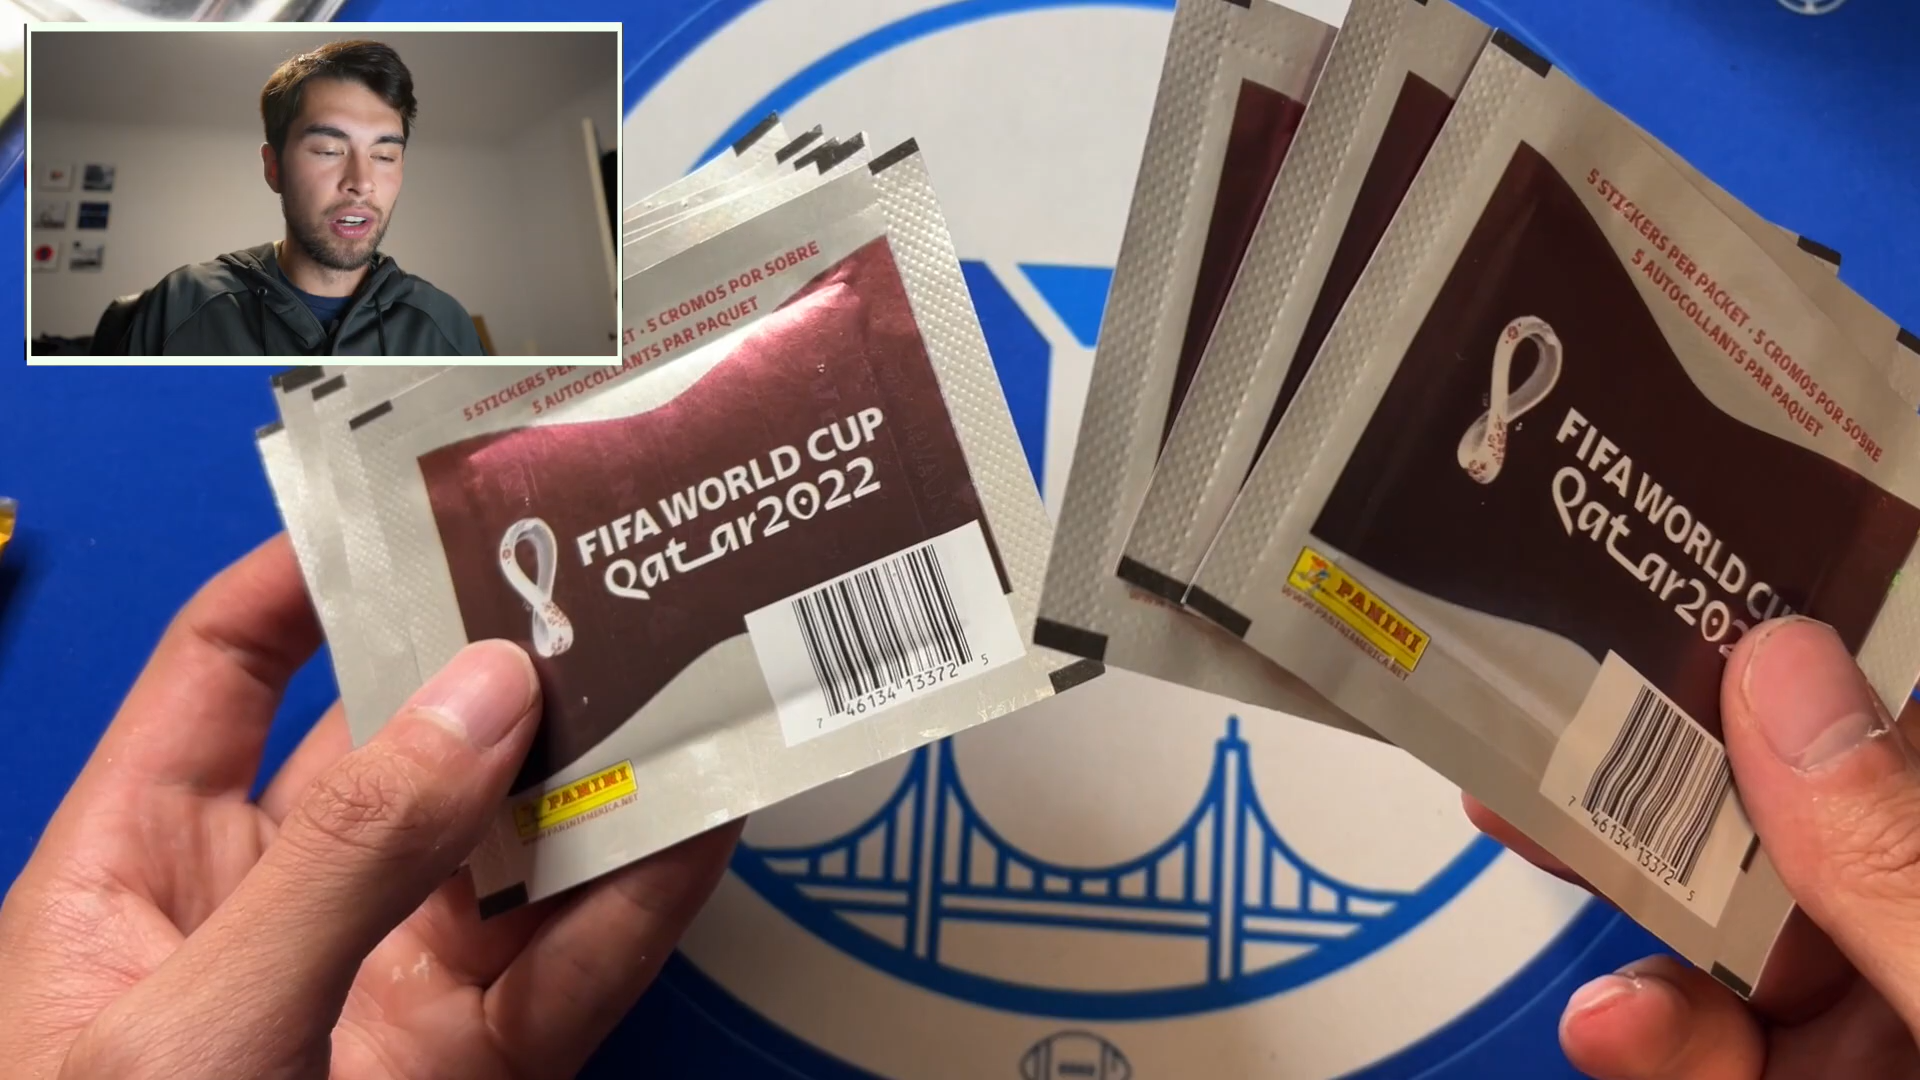 ET · 5 CROMOS POR SOBRE
5 STICKERS PER
5 AUTOCOLLANTS PAR PAQUET
FIFA WORLD CUP
Qatar2022
7 46134 13372 5
PANINI
WWW.PANINIAMERICA.NET
5 STICKERS PER PACKET · 5 CROMOS POR SOBRE
5 AUTOCOLLANTS PAR PAQUET
FIFA WORLD CUP
Qatar202
PANINI
WWW.PANINIAMERICA.NET
7 46134 13372 5